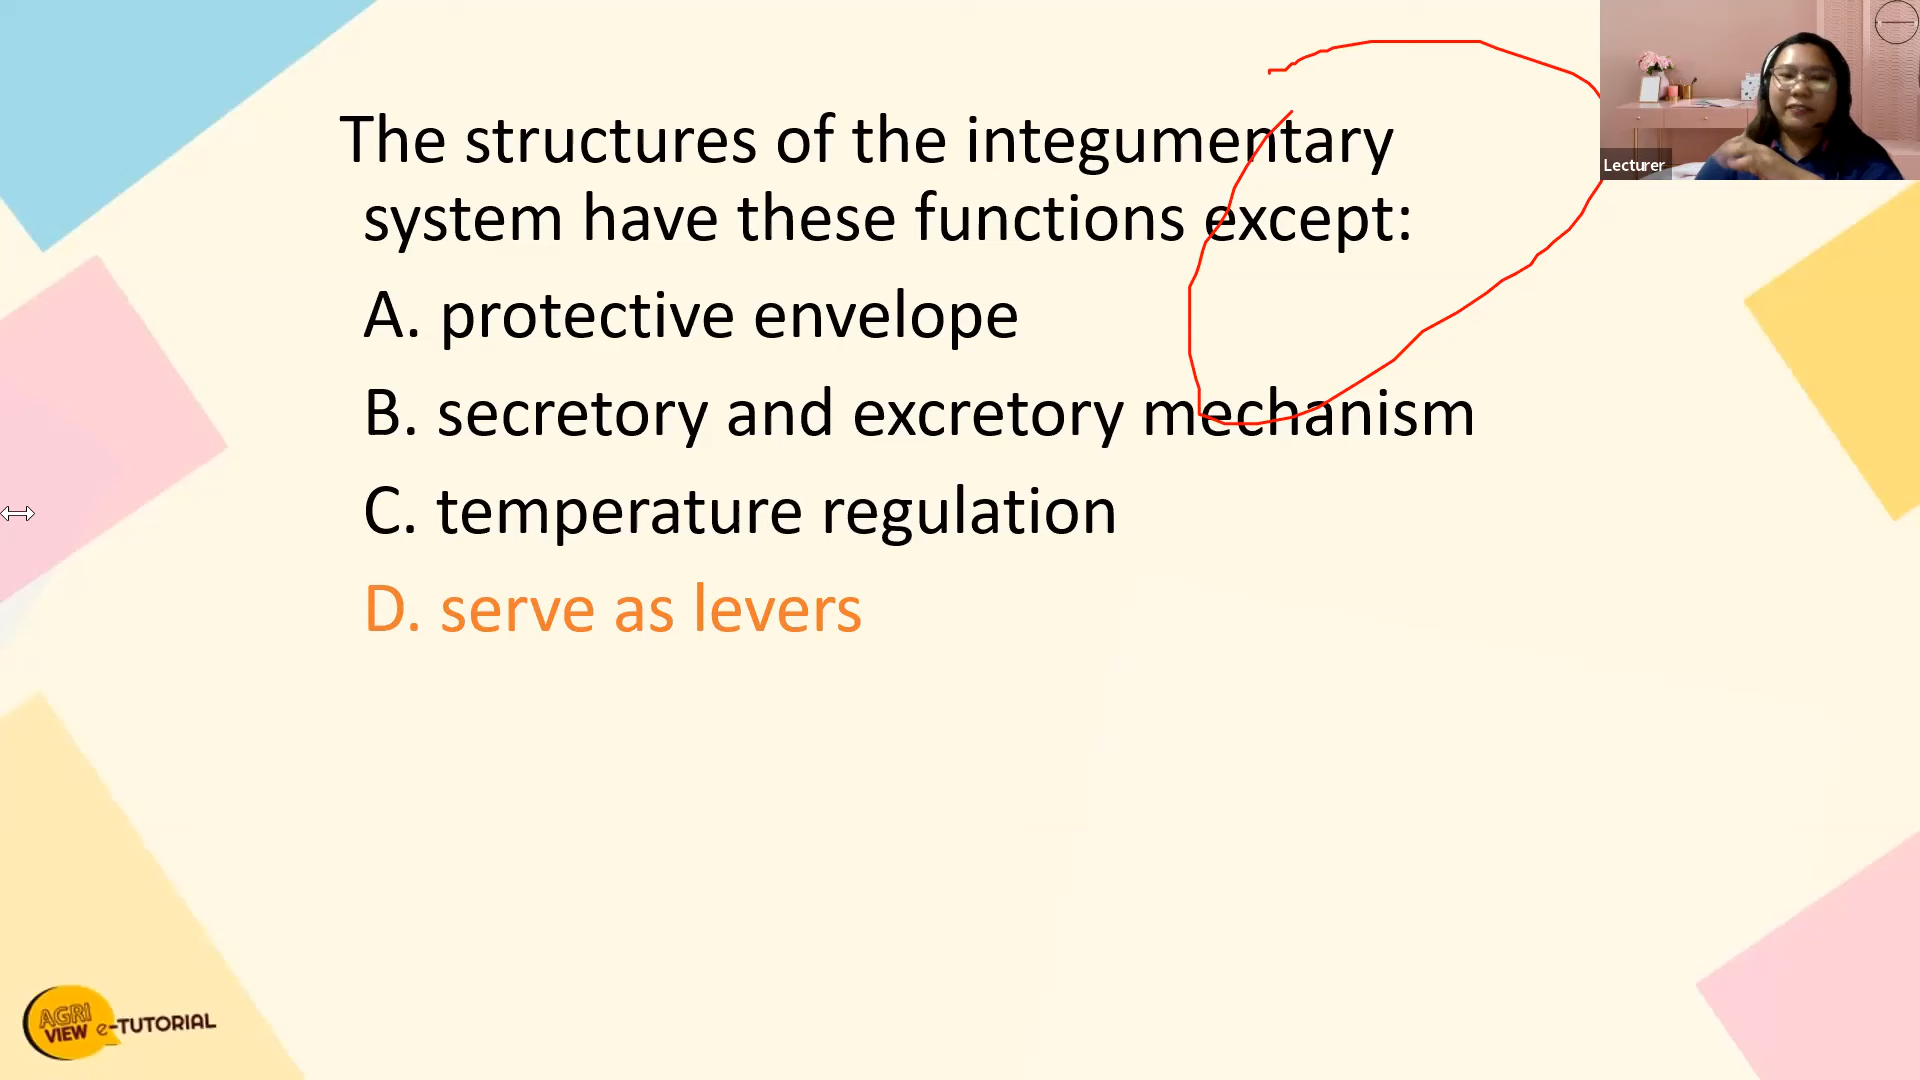 The structures of the integumentary
system have these functions except:
A. protective envelope
B. secretory and excretory mechanism
C. temperature regulation
D. serve as levers
Lecturer
AGRI
VIEW e-TUTORIAL